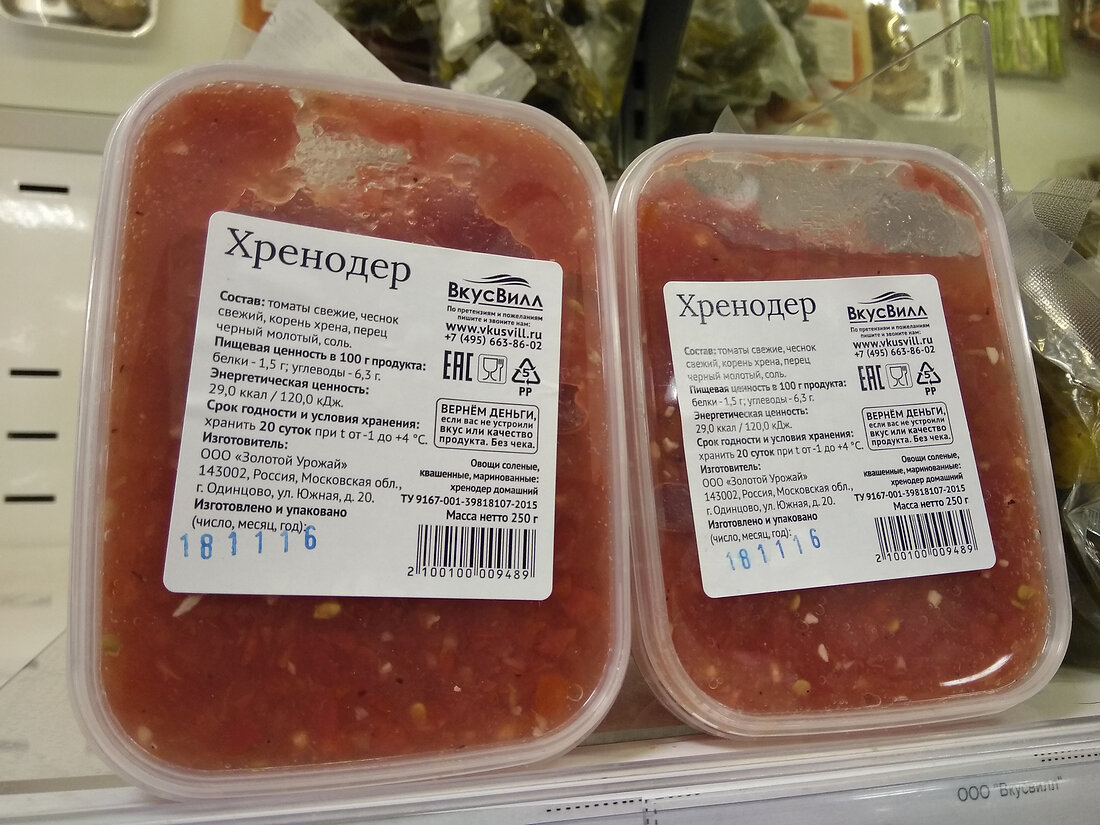 Хренодер
Состав: томаты свежие, чеснок
свежий, корень хрена, перец
черный молотый, соль.
Пищевая ценность в 100 г продукта:
белки - 1,5 г; углеводы - 6,3 г.
Энергетическая ценность:
29,0 ккал / 120,0 кДж.
Срок годности и условия хранения:
хранить 20 суток при t от -1 до +4 °С.
Изготовитель:
ООО «Золотой Урожай»
143002, Россия, Московская обл.,
г. Одинцово, ул. Южная, д. 20.
Изготовлено и упаковано
(число, месяц, год):
181116
ВкусВилл
По претензиям и пожеланиям
пишите и звоните нам:
www.vkusvill.ru
+7 (495) 663-86-02
EAC
5
PP
ВЕРНЁМ ДЕНЬГИ,
если вас не устроили
вкус или качество
продукта. Без чека.
Овощи соленые,
квашенные, маринованные:
хренодер домашний
ТУ 9167-001-39818107-2015
Масса нетто 250 г
2 100100 009489
Хренодер
Состав: томаты свежие, чеснок
свежий, корень хрена, перец
черный молотый, соль.
Пищевая ценность в 100 г продукта:
белки - 1,5 г; углеводы - 6,3 г.
Энергетическая ценность:
29,0 ккал / 120,0 кДж.
Срок годности и условия хранения:
хранить 20 суток при t от -1 до +4 °С.
Изготовитель:
ООО «Золотой Урожай»
143002, Россия, Московская обл.,
г. Одинцово, ул. Южная, д. 20.
Изготовлено и упаковано
(число, месяц, год):
181116
ВкусВилл
По претензиям и пожеланиям
пишите и звоните нам:
www.vkusvill.ru
+7 (495) 663-86-02
EAC
5
PP
ВЕРНЁМ ДЕНЬГИ,
если вас не устроили
вкус или качество
продукта. Без чека.
Овощи соленые,
квашенные, маринованные:
хренодер домашний
ТУ 9167-001-39818107-2015
Масса нетто 250 г
2 100100 009489
ООО "Вкусвилл"